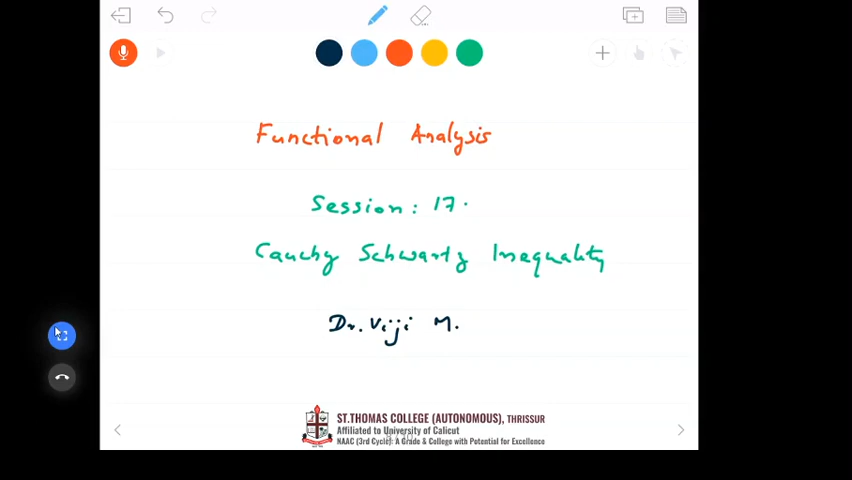 Functional Analysis
Session: 17.
Cauchy Schwartz Inequality
Dr. Viji M.
ST.THOMAS COLLEGE (AUTONOMOUS), THRISSUR
Affiliated to University of Calicut
NAAC (3rd Cycle): A Grade & College with Potential for Excellence